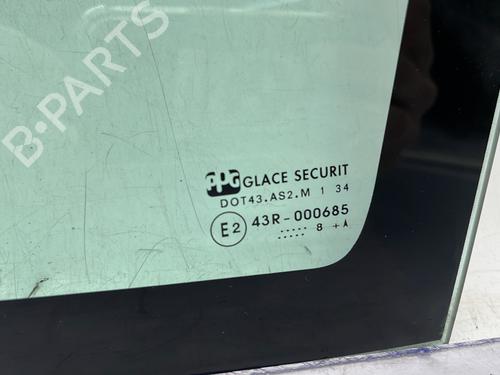 B-PARTS
PPG GLACE SECURIT
DOT43.AS2.M 1 34
E2 43R-000685
8 +A